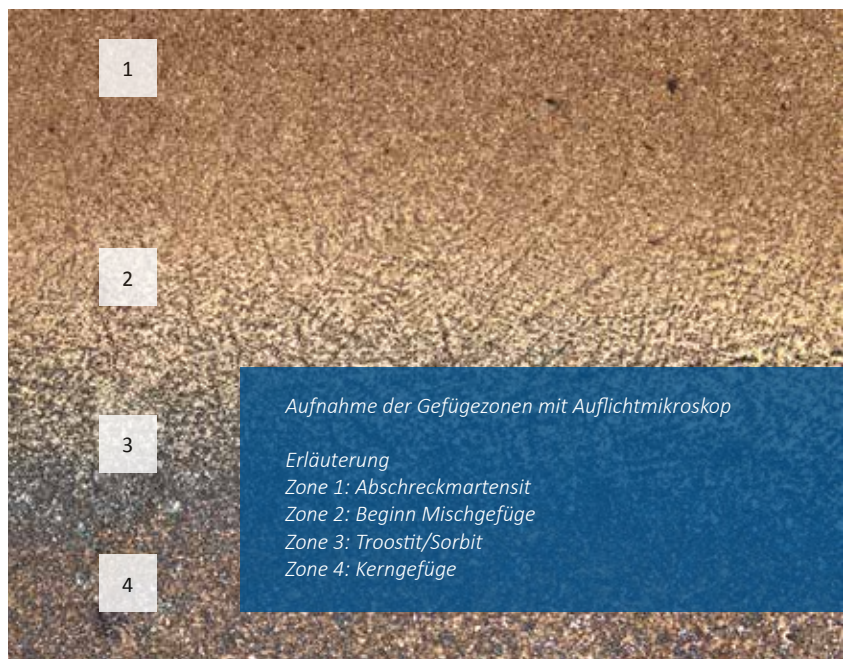 1
2
3
4
Aufnahme der Gefügezonen mit Auflichtmikroskop
Erläuterung
Zone 1: Abschreckmartensit
Zone 2: Beginn Mischgefüge
Zone 3: Troostit/Sorbit
Zone 4: Kerngefüge